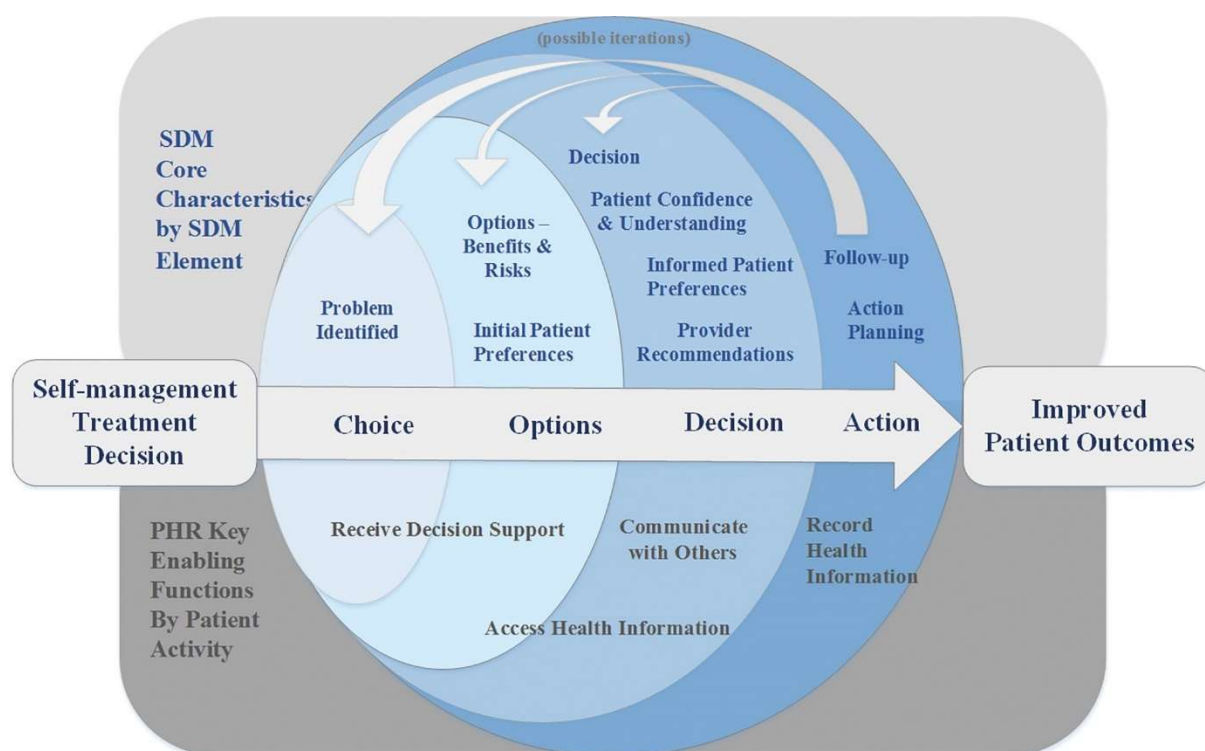 (possible iterations)
SDM
Core
Characteristics
by SDM
Element
Decision
Patient Confidence
& Understanding
Options –
Benefits &
Risks
Informed Patient
Preferences
Follow-up
Problem
Identified
Initial Patient
Preferences
Provider
Recommendations
Action
Planning
Self-management
Treatment
Decision
Choice
Options
Decision
Action
Improved
Patient Outcomes
PHR Key
Enabling
Functions
By Patient
Activity
Receive Decision Support
Communicate
with Others
Record
Health
Information
Access Health Information